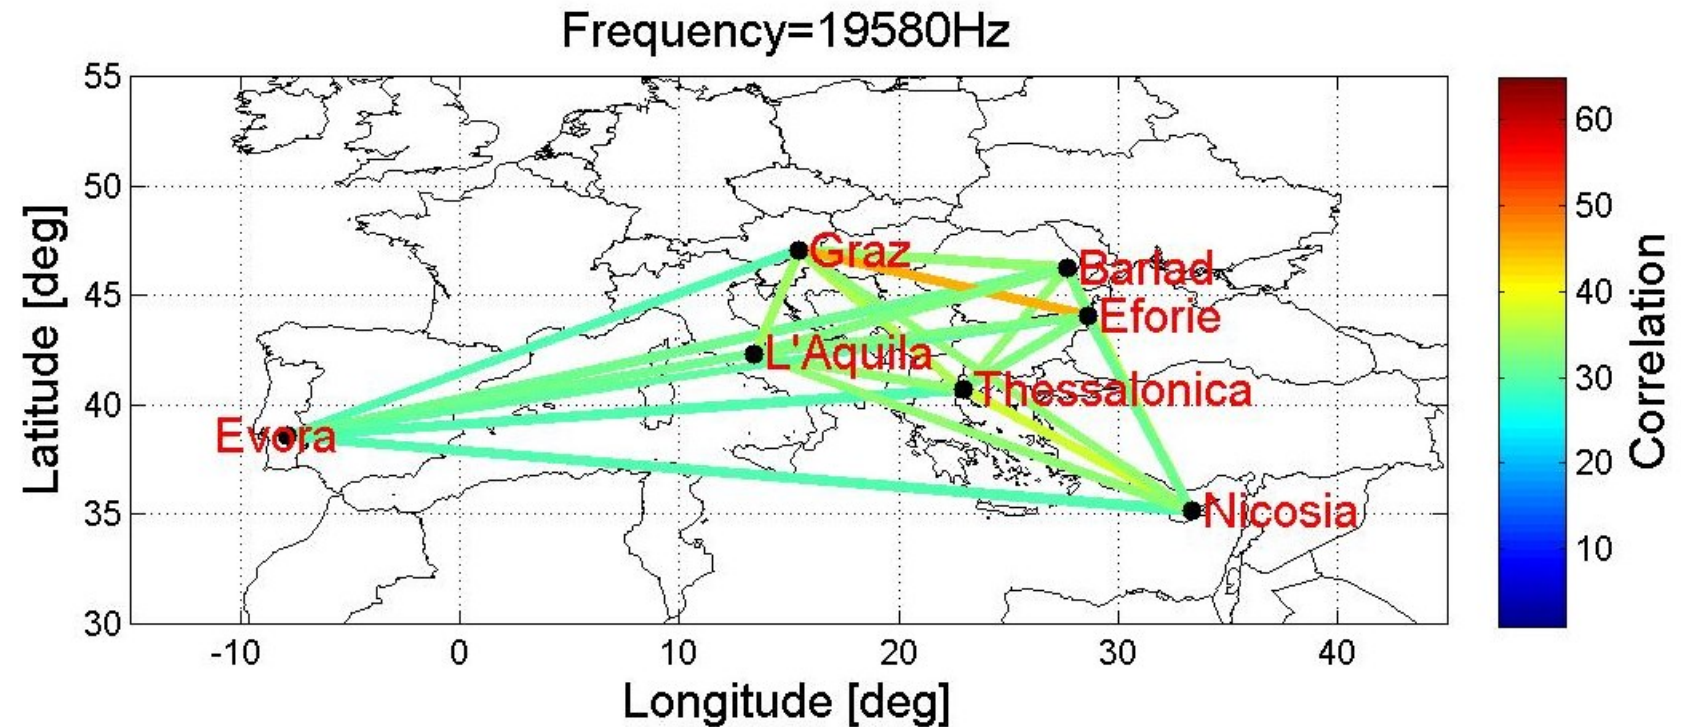 Frequency=19580Hz
55
50
45
40
35
30
-10
0
10
20
30
40
Latitude [deg]
Longitude [deg]
Graz
Barlad
Eforie
L'Aquila
Thessalonica
Evora
Nicosia
60
50
40
30
20
10
Correlation